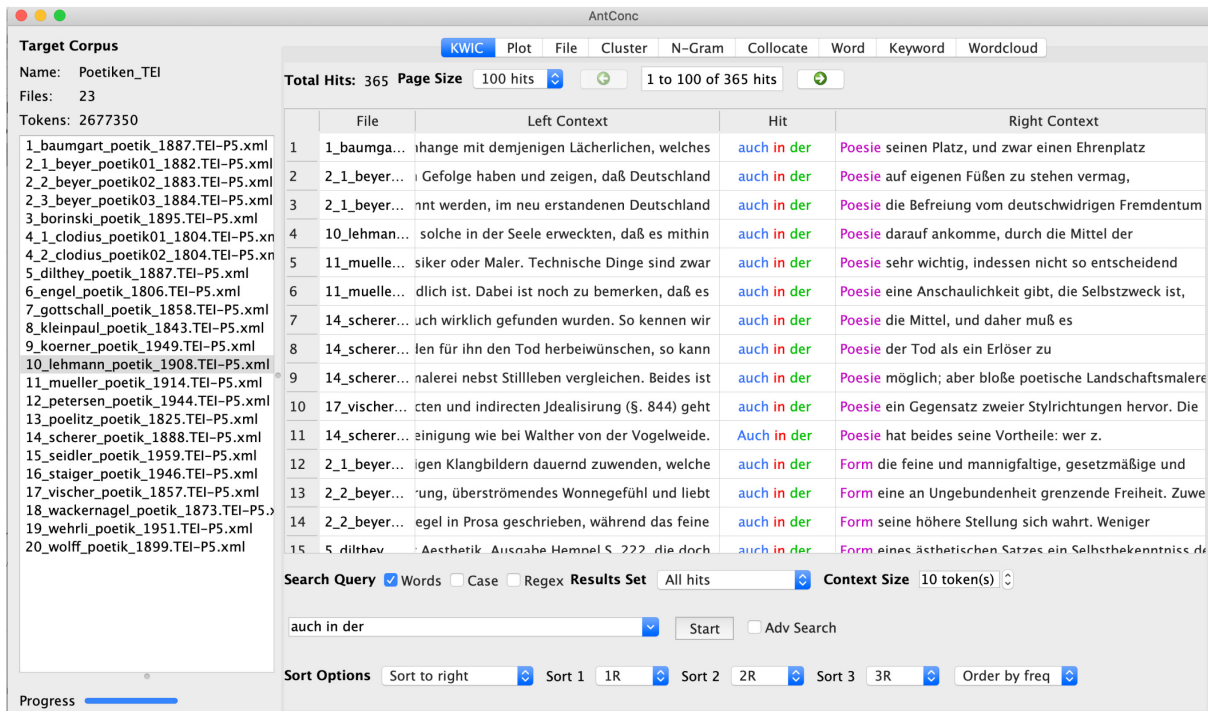 AntConc
Target Corpus
Name: Poetiken_TEI
Files: 23
Tokens: 2677350
1_baumgart_poetik_1887.TEI-P5.xml
2_1_beyer_poetik01_1882.TEI-P5.xml
2_2_beyer_poetik02_1883.TEI-P5.xml
2_3_beyer_poetik03_1884.TEI-P5.xml
3_borinski_poetik_1895.TEI-P5.xml
4_1_clodius_poetik01_1804.TEI-P5.xn
4_2_clodius_poetik02_1804.TEI-P5.xn
5_dilthey_poetik_1887.TEI-P5.xml
6_engel_poetik_1806.TEI-P5.xml
7_gottschall_poetik_1858.TEI-P5.xml
8_kleinpaul_poetik_1843.TEI-P5.xml
9_koerner_poetik_1949.TEI-P5.xml
10_lehmann_poetik_1908.TEI-P5.xml
11_mueller_poetik_1914.TEI-P5.xml
12_petersen_poetik_1944.TEI-P5.xml
13_poelitz_poetik_1825.TEI-P5.xml
14_scherer_poetik_1888.TEI-P5.xml
15_seidler_poetik_1959.TEI-P5.xml
16_staiger_poetik_1946.TEI-P5.xml
17_vischer_poetik_1857.TEI-P5.xml
18_wackernagel_poetik_1873.TEI-P5.x
19_wehrli_poetik_1951.TEI-P5.xml
20_wolff_poetik_1899.TEI-P5.xml
Progress
KWIC Plot File Cluster N-Gram Collocate Word Keyword Wordcloud
Total Hits: 365 Page Size 100 hits 1 to 100 of 365 hits
File Left Context Hit Right Context
1 1_baumga... nhange mit demjenigen Lächerlichen, welches auch in der Poesie seinen Platz, und zwar einen Ehrenplatz
2 2_1_beyer... Gefolge haben und zeigen, daß Deutschland auch in der Poesie auf eigenen Füßen zu stehen vermag,
3 2_1_beyer... nnt werden, im neu erstandenen Deutschland auch in der Poesie die Befreiung vom deutschwidrigen Fremdentum
4 10_lehman... solche in der Seele erweckten, daß es mithin auch in der Poesie darauf ankomme, durch die Mittel der
5 11_muelle... siker oder Maler. Technische Dinge sind zwar auch in der Poesie sehr wichtig, indessen nicht so entscheidend
6 11_muelle... dlich ist. Dabei ist noch zu bemerken, daß es auch in der Poesie eine Anschaulichkeit gibt, die Selbstzweck ist,
7 14_scherer... uch wirklich gefunden wurden. So kennen wir auch in der Poesie die Mittel, und daher muß es
8 14_scherer... len für ihn den Tod herbeiwünschen, so kann auch in der Poesie der Tod als ein Erlöser zu
9 14_scherer... malerei nebst Stillleben vergleichen. Beides ist auch in der Poesie möglich; aber bloße poetische Landschaftsmalere
10 17_vischer... cten und indirecten Jdealisirung (§. 844) geht auch in der Poesie ein Gegensatz zweier Stylrichtungen hervor. Die
11 14_scherer... einigung wie bei Walther von der Vogelweide. Auch in der Poesie hat beides seine Vortheile: wer z.
12 2_1_beyer... igen Klangbildern dauernd zuwenden, welche auch in der Form die feine und mannigfaltige, gesetzmäßige und
13 2_2_beyer... rung, überströmendes Wonnegefühl und liebt auch in der Form eine an Ungebundenheit grenzende Freiheit. Zuwe
14 2_2_beyer... egel in Prosa geschrieben, während das feine auch in der Form seine höhere Stellung sich wahrt. Weniger
15 5_dilthey Aesthetik. Ausgabe Hempel S. 222, die doch auch in der Form eines ästhetischen Satzes ein Selbstbekenntniss de
Search Query Words Case Regex Results Set All hits Context Size 10 token(s)
auch in der Start Adv Search
Sort Options Sort to right Sort 1 1R Sort 2 2R Sort 3 3R Order by freq